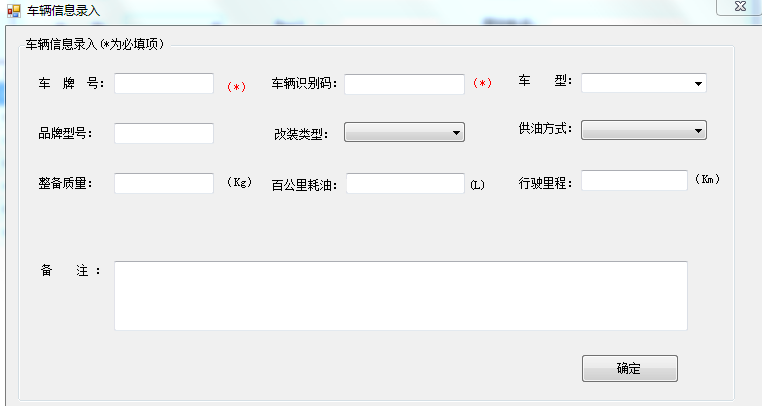 车辆信息录入
车辆信息录入(*为必填项)
车 牌 号： (*) 车辆识别码： (*) 车 型：
品牌型号： 改装类型： 供油方式：
整备质量： (Kg) 百公里耗油： (L) 行驶里程： (Km)
备 注：
确定